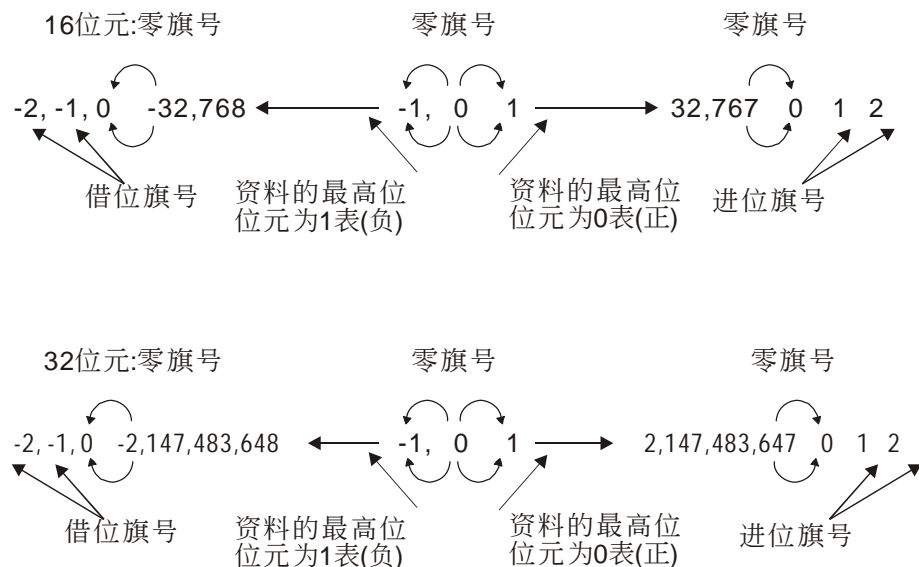 16位元:零旗号 零旗号 零旗号
-2, -1, 0 -32,768 -1, 0 1 32,767 0 1 2
借位旗号 资料的最高位 资料的最高位 进位旗号
位元为1表(负) 位元为0表(正)
32位元:零旗号 零旗号 零旗号
-2, -1, 0 -2,147,483,648 -1, 0 1 2,147,483,647 0 1 2
借位旗号 资料的最高位 资料的最高位 进位旗号
位元为1表(负) 位元为0表(正)